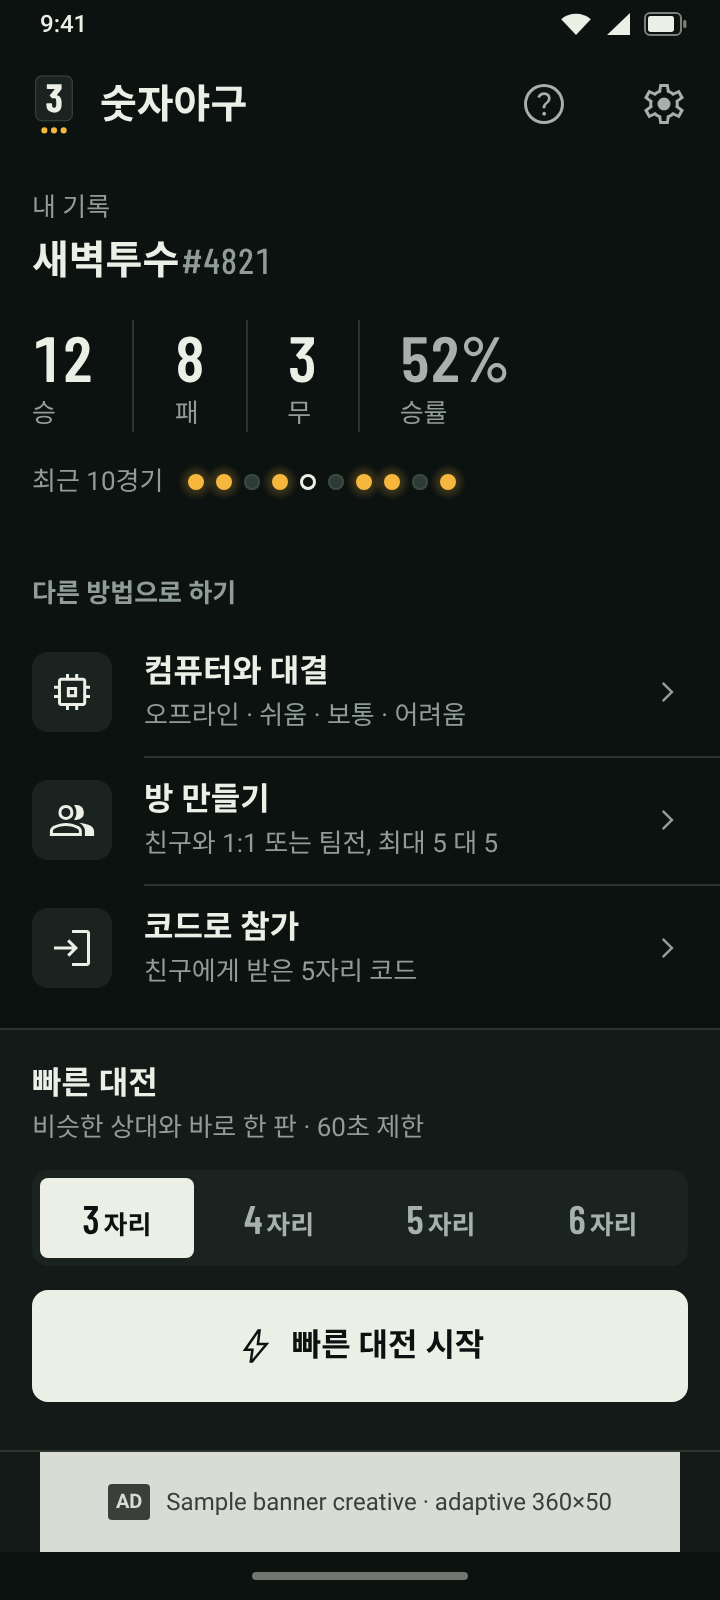 9:41
3 숫자야구
내 기록
새벽투수#4821
12 8 3 52%
승 패 무 승률
최근 10경기
다른 방법으로 하기
컴퓨터와 대결
오프라인 · 쉬움 · 보통 · 어려움
방 만들기
친구와 1:1 또는 팀전, 최대 5 대 5
코드로 참가
친구에게 받은 5자리 코드
빠른 대전
비슷한 상대와 바로 한 판 · 60초 제한
3자리 4자리 5자리 6자리
빠른 대전 시작
AD Sample banner creative · adaptive 360×50